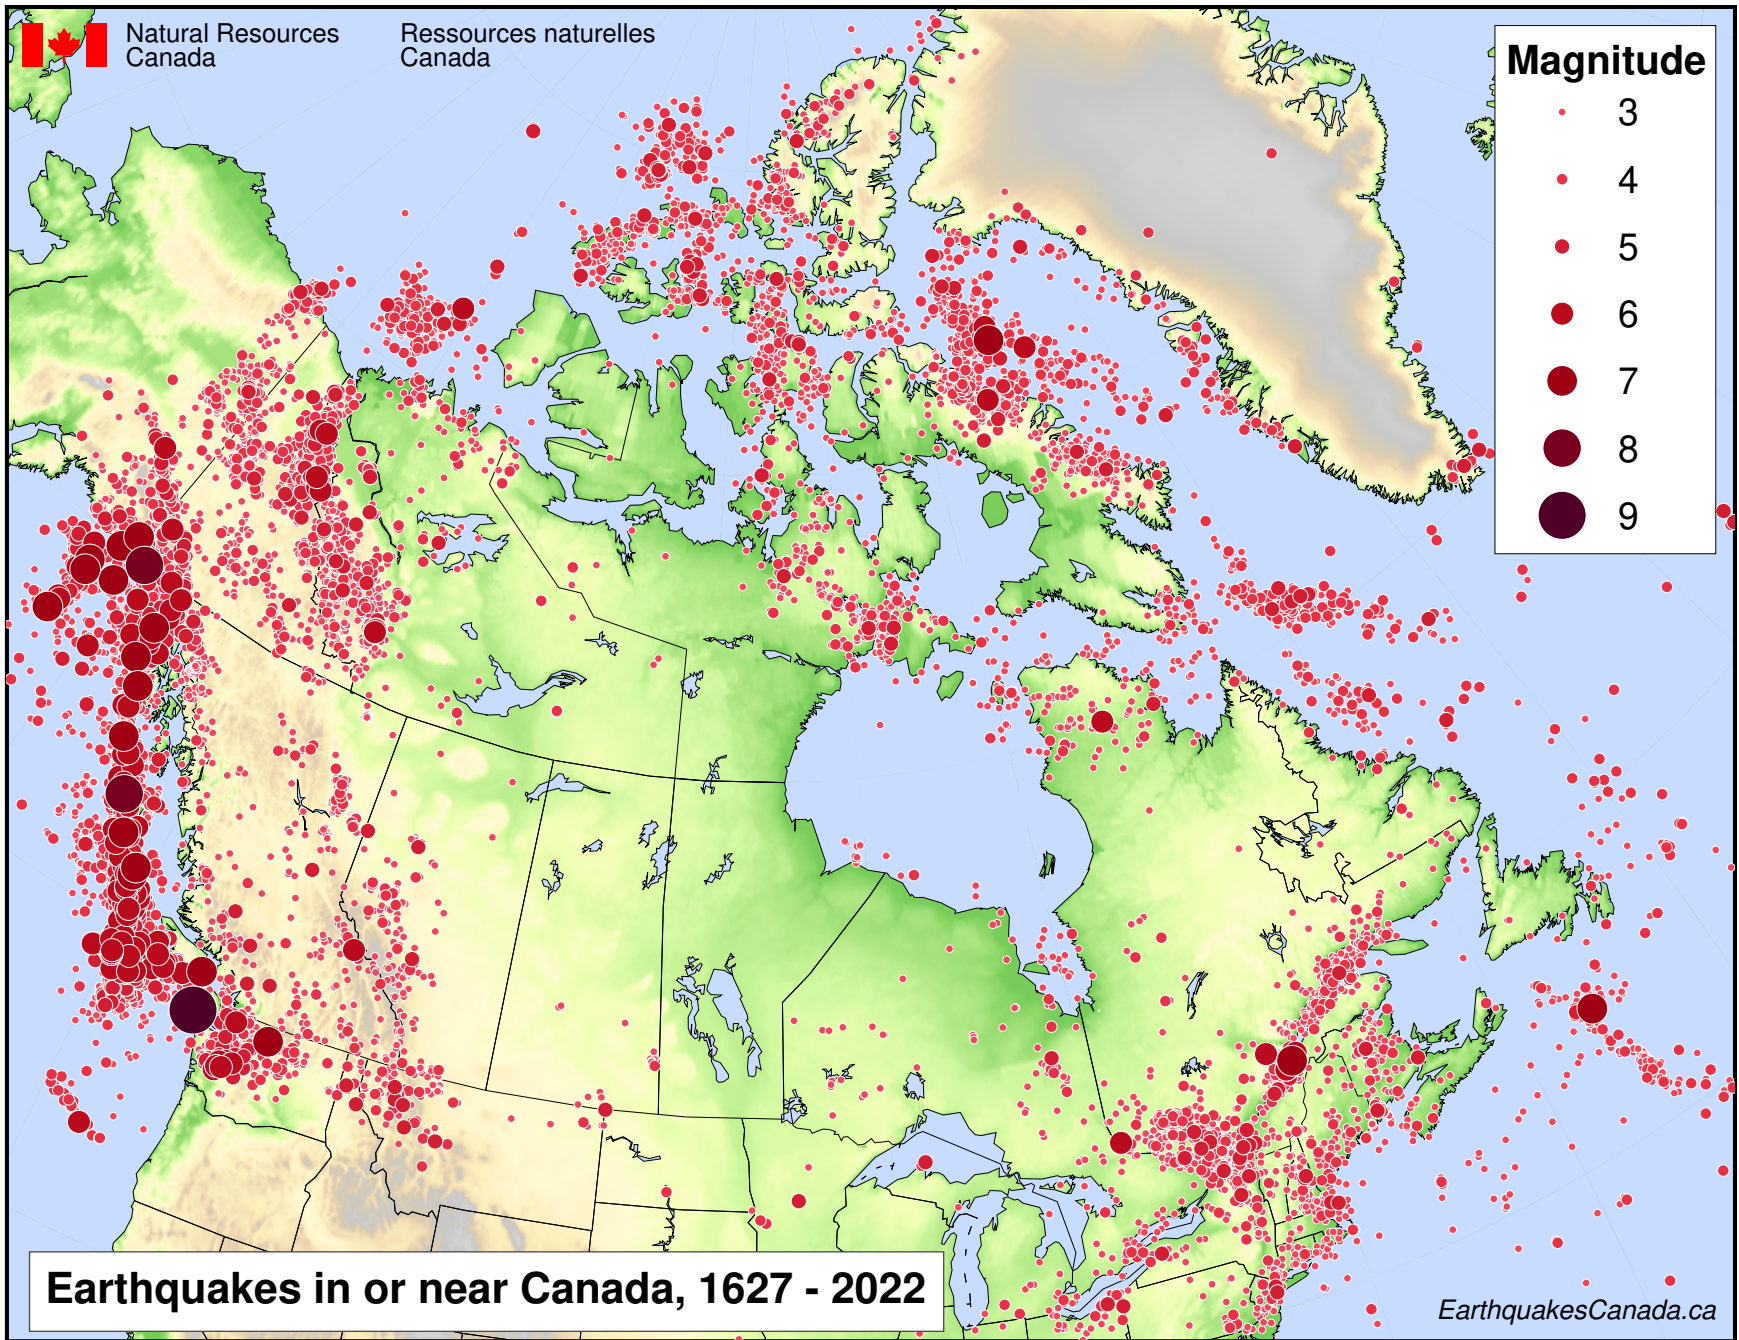 Natural Resources
Canada
Ressources naturelles
Canada
Magnitude
3
4
5
6
7
8
9
Earthquakes in or near Canada, 1627 - 2022
EarthquakesCanada.ca